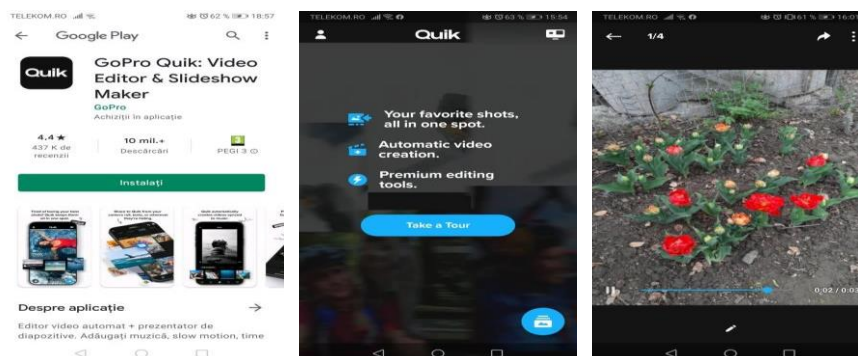 TELEKOM.RO 62 % 18:57
Google Play
Quik
GoPro Quik: Video
Editor & Slideshow
Maker
GoPro
Achiziții în aplicație
4,4 ★
437 K de
recenzii
10 mil.+
Descărcări
3
PEGI 3
Instalați
Despre aplicație
Editor video automat + prezentator de
diapozitive. Adăugați muzică, slow motion, time
TELEKOM.RO 63 % 15:54
Quik
Your favorite shots,
all in one spot.
Automatic video
creation.
Premium editing
tools.
Take a Tour
TELEKOM.RO 61 % 16:01
1/4
0:02 / 0:03